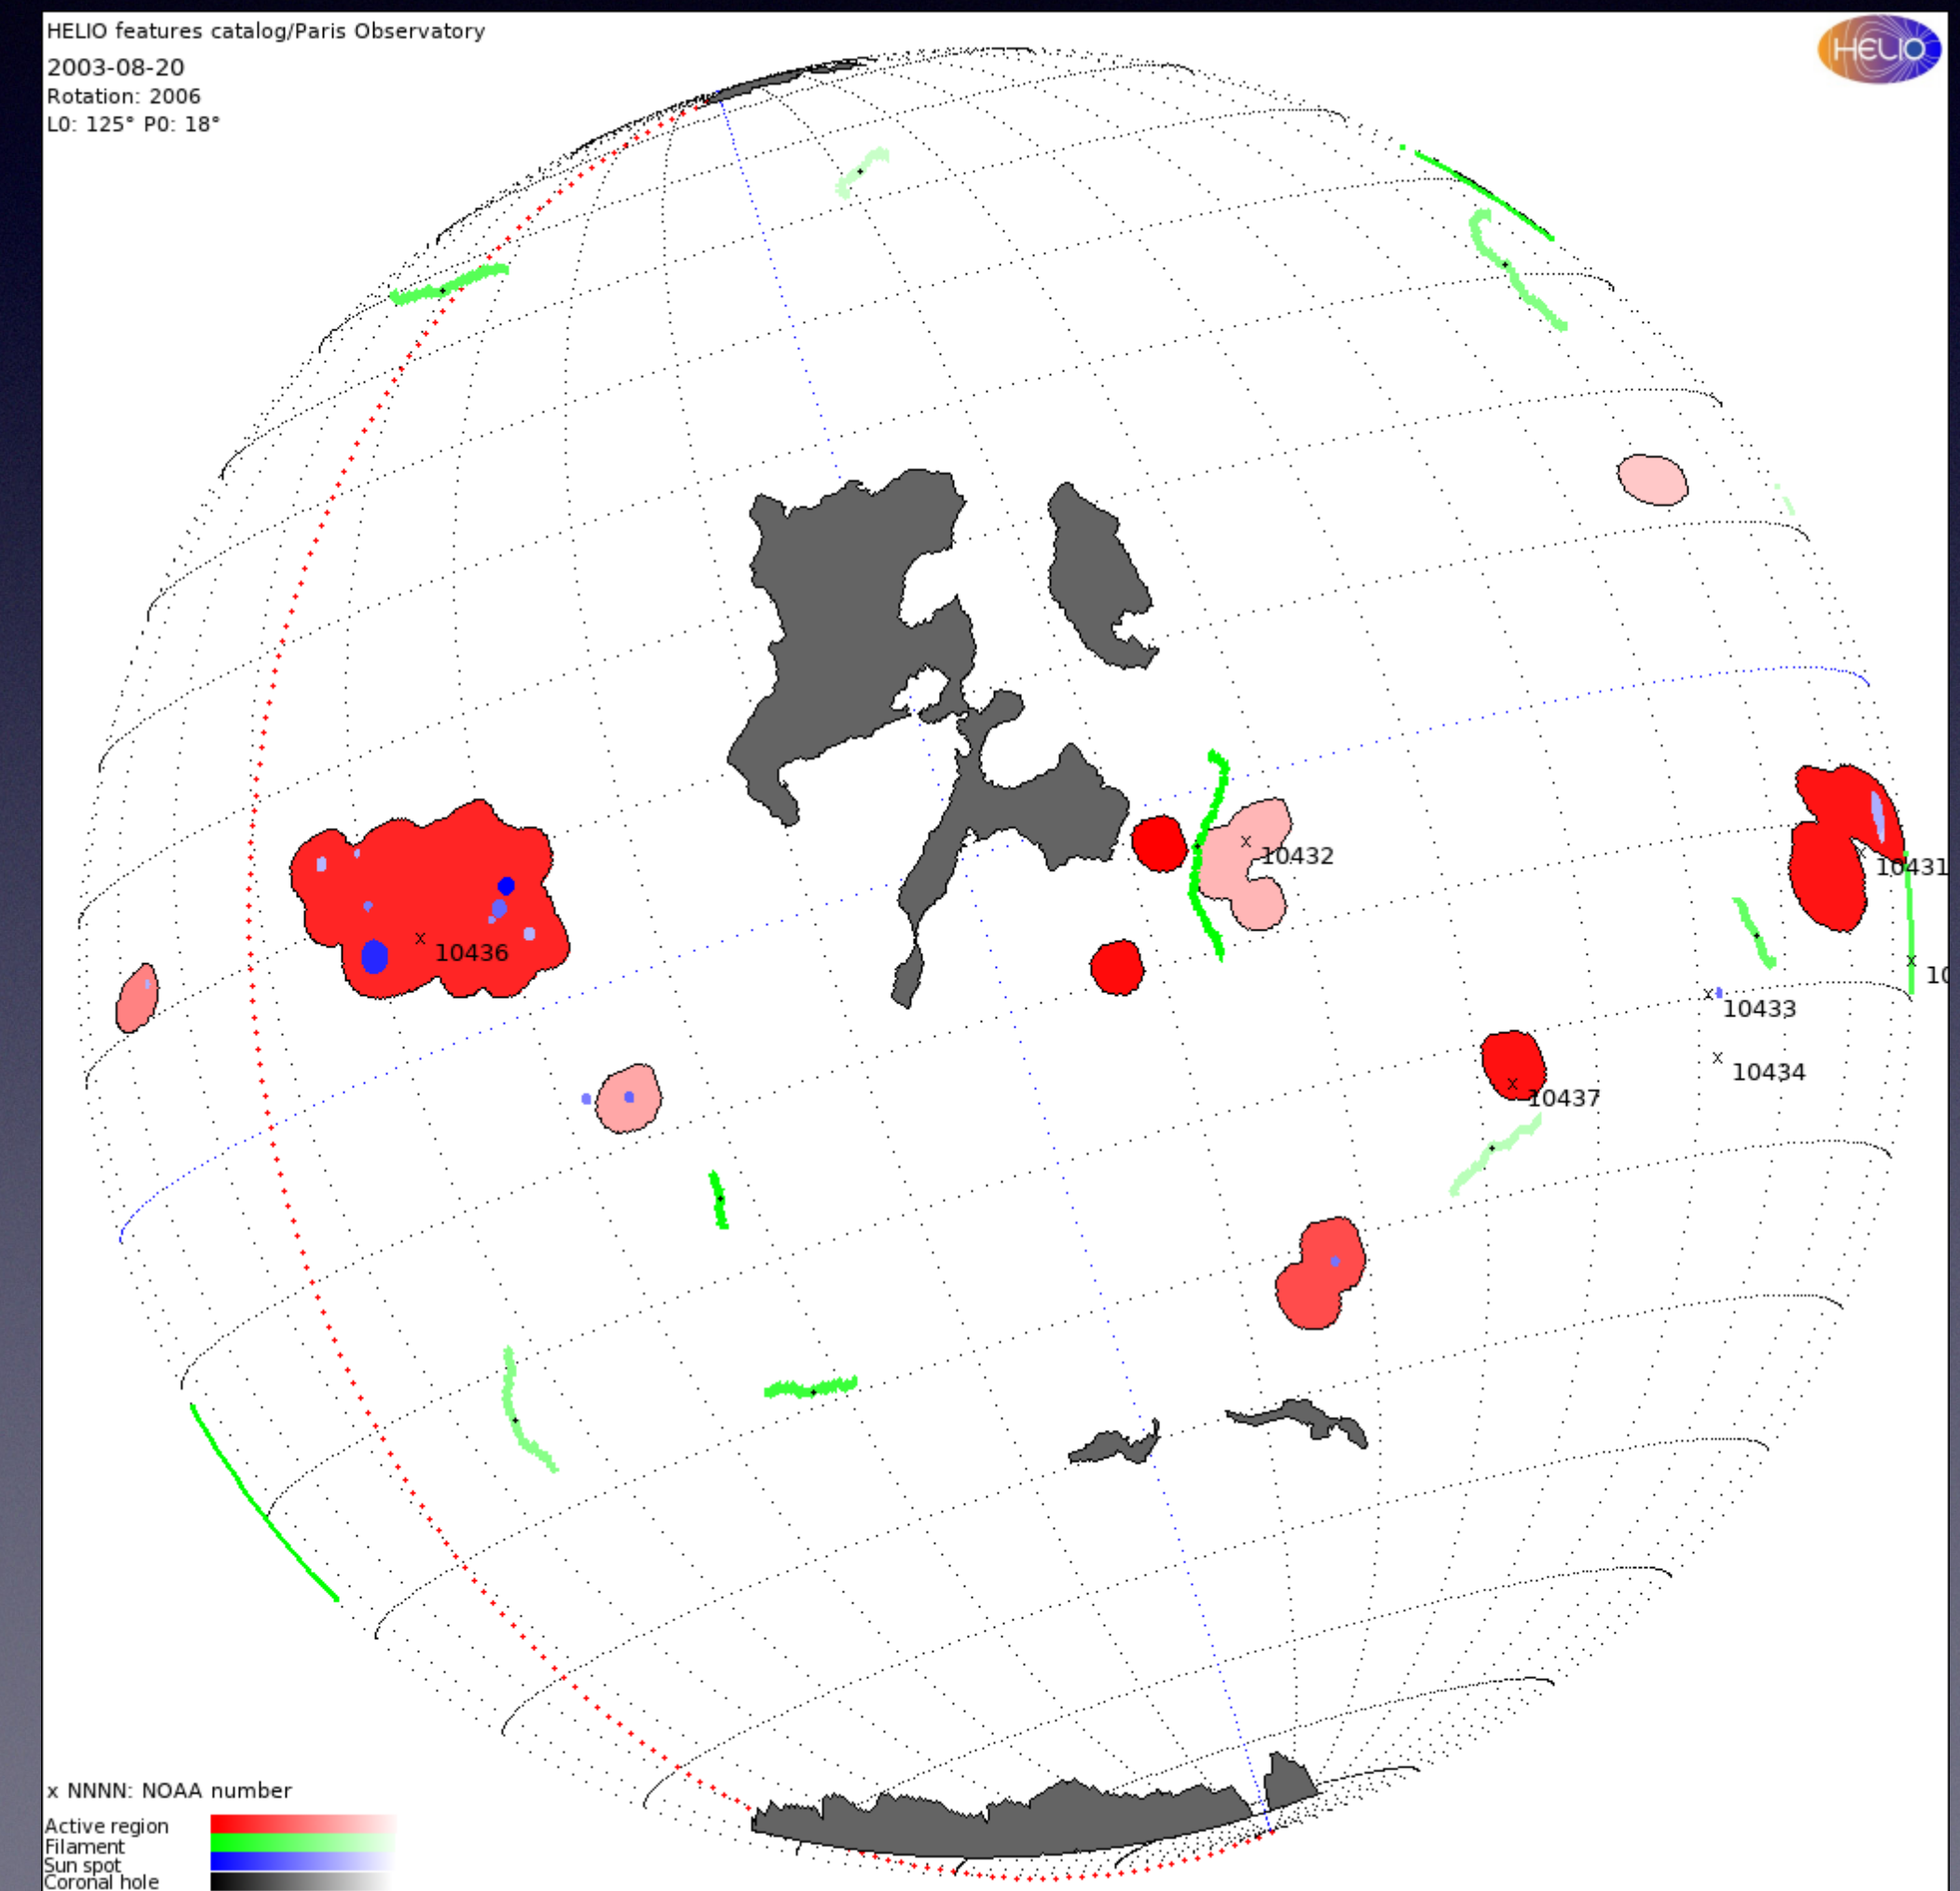 HELIO features catalog/Paris Observatory
2003-08-20
Rotation: 2006
L0: 125° P0: 18°
HELIO
10432
10431
10436
10
10433
10434
10437
x NNNN: NOAA number
Active region
Filament
Sun spot
Coronal hole